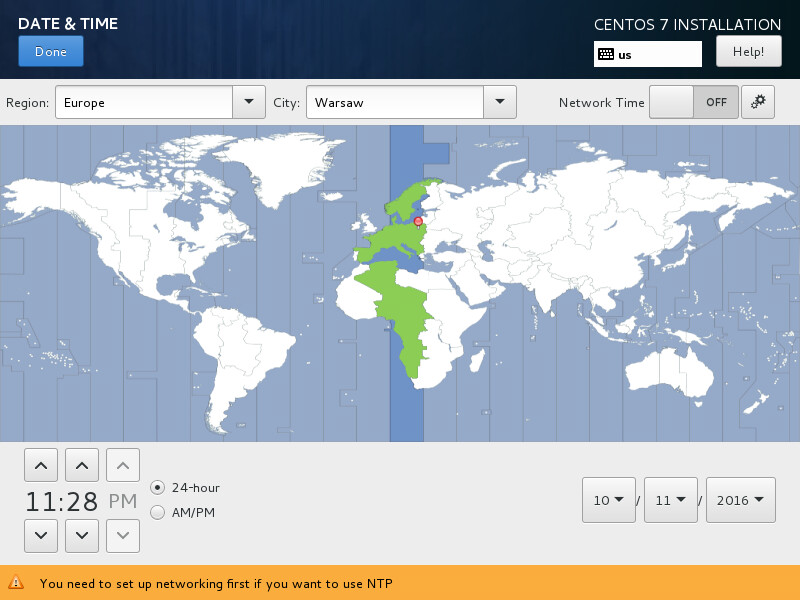 DATE & TIME
CENTOS 7 INSTALLATION
Done
us
Help!
Region: Europe City: Warsaw Network Time OFF
11:28 PM
24-hour
AM/PM
10 / 11 / 2016
You need to set up networking first if you want to use NTP